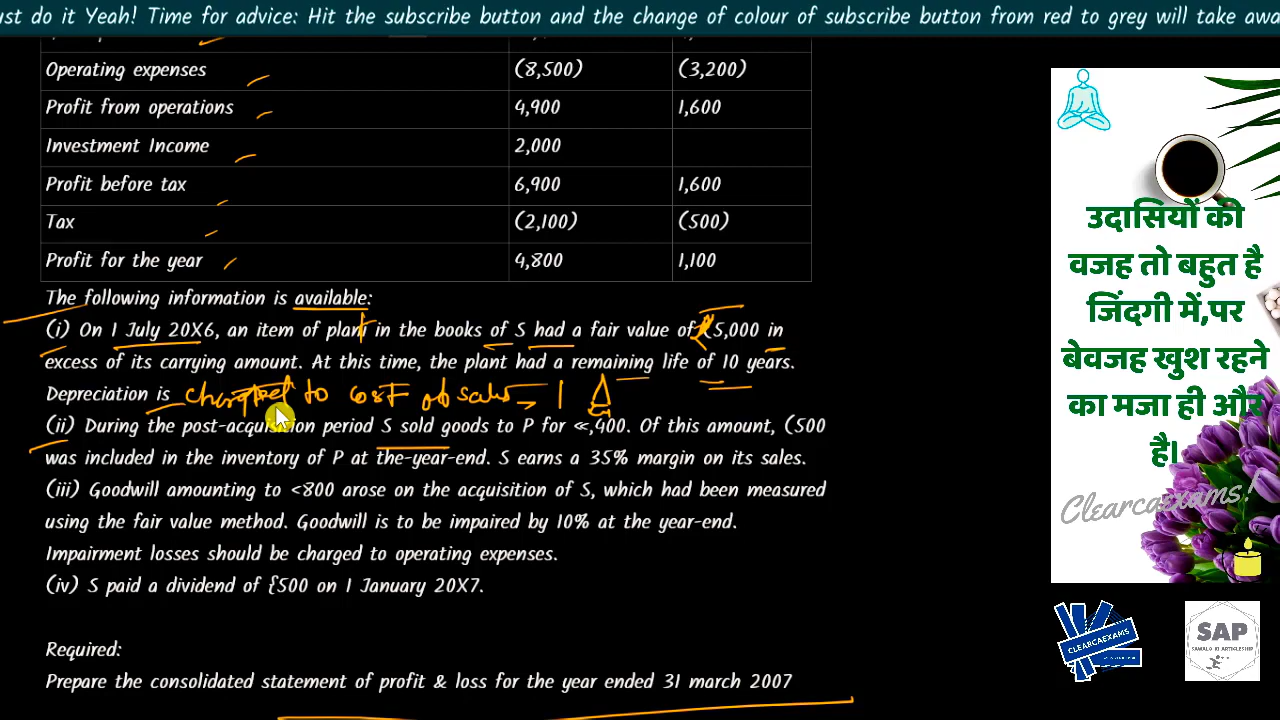 ust do it Yeah! Time for advice: Hit the subscribe button and the change of colour of subscribe button from red to grey will take awa
Operating expenses (8,500) (3,200)
Profit from operations 4,900 1,600
Investment Income 2,000
Profit before tax 6,900 1,600
Tax (2,100) (500)
Profit for the year 4,800 1,100
The following information is available:
(i) On 1 July 20X6, an item of plant in the books of S had a fair value of 5,000 in
excess of its carrying amount. At this time, the plant had a remaining life of 10 years.
Depreciation is charged to cost of sales
(ii) During the post-acquisition period S sold goods to P for «,400. Of this amount, (500
was included in the inventory of P at the-year-end. S earns a 35% margin on its sales.
(iii) Goodwill amounting to <800 arose on the acquisition of S, which had been measured
using the fair value method. Goodwill is to be impaired by 10% at the year-end.
Impairment losses should be charged to operating expenses.
(iv) S paid a dividend of {500 on 1 January 20X7.
Required:
Prepare the consolidated statement of profit & loss for the year ended 31 march 2007
उदासियों की
वजह तो बहुत है
जिंदगी में,पर
बेवजह खुश रहने
का मजा ही और
है।
Clearcaexams!
CLEARCAEXAMS
SAP
SAWALO KI ARTICLESHIP